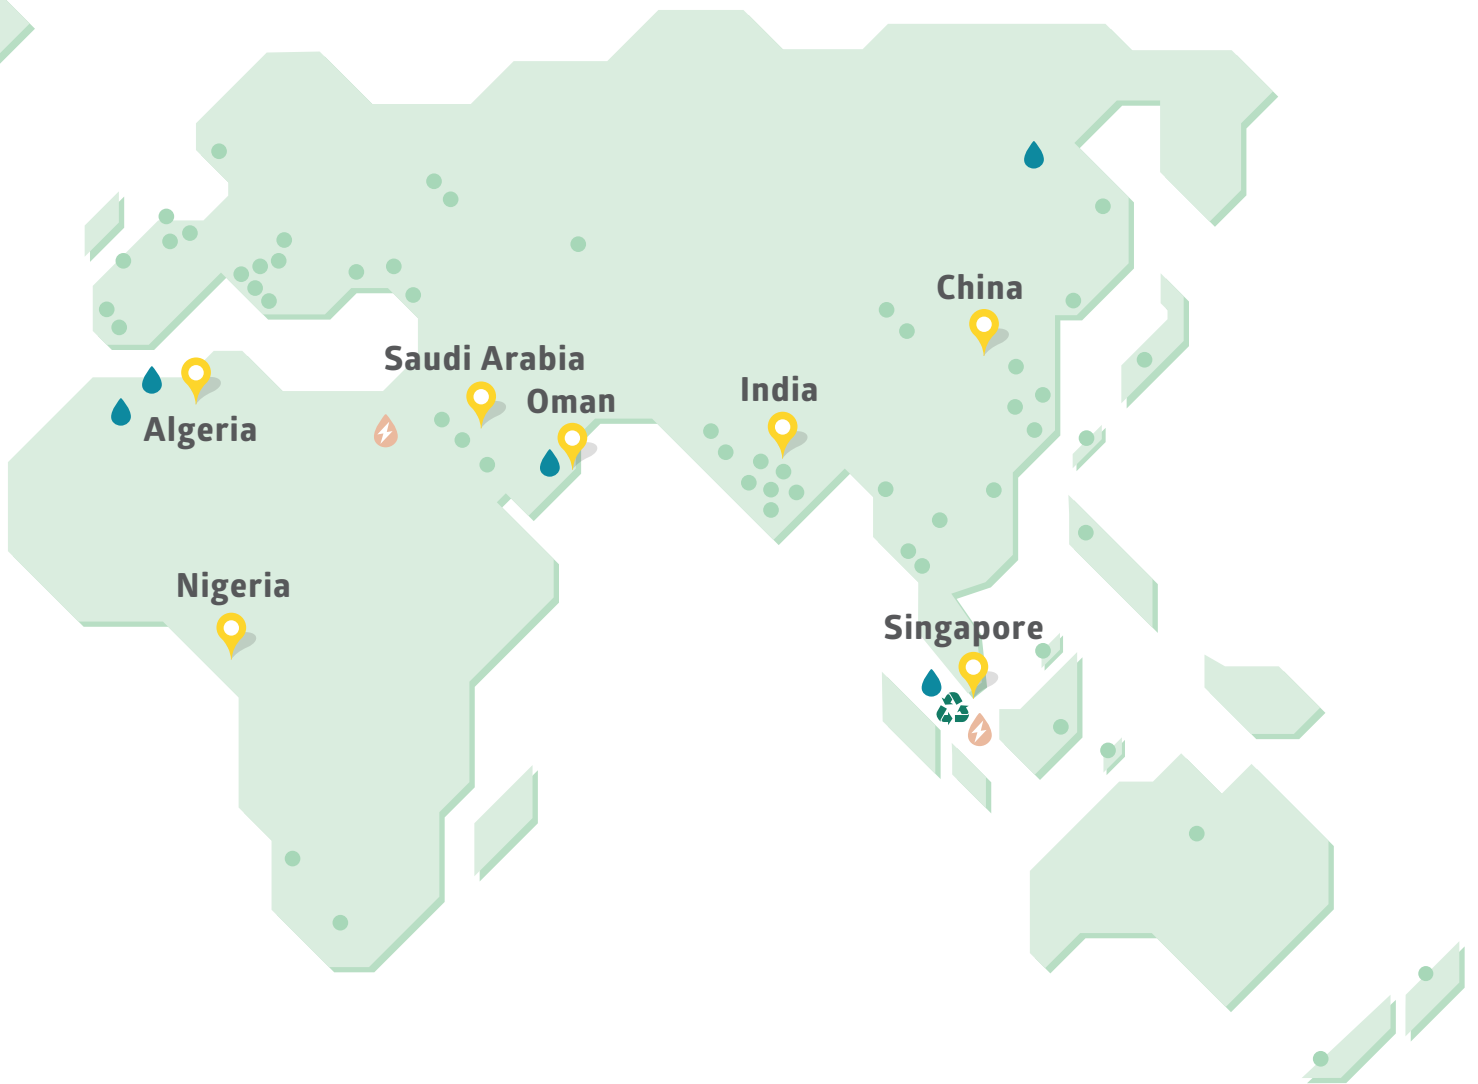 China
Saudi Arabia
Oman
India
Algeria
Nigeria
Singapore